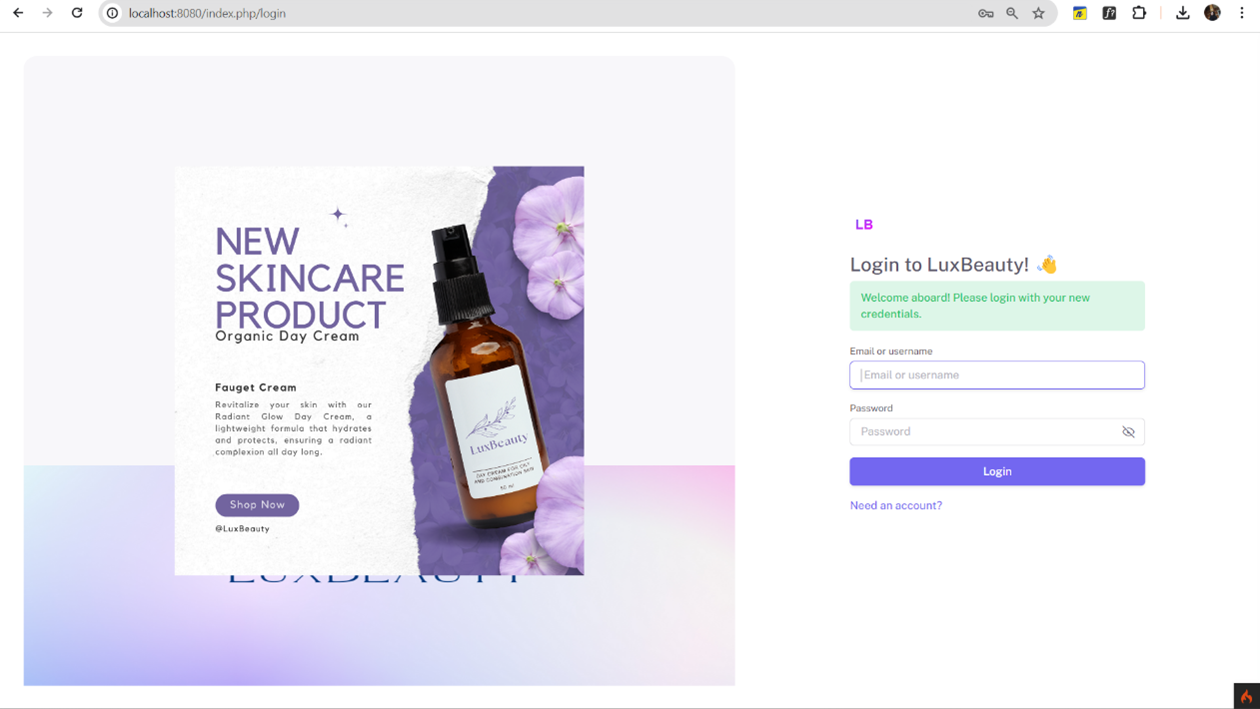 localhost:8080/index.php/login
NEW
SKINCARE
PRODUCT
Organic Day Cream
Fauget Cream
Revitalize your skin with our
Radiant Glow Day Cream, a
lightweight formula that hydrates
and protects, ensuring a radiant
complexion all day long.
Shop Now
@LuxBeauty
LuxBeauty
DAY CREAM FOR OILY
AND COMBINATION SKIN
50 ml
LUXBEAUTY
LB
Login to LuxBeauty! 👋
Welcome aboard! Please login with your new
credentials.
Email or username
Email or username
Password
Password
Login
Need an account?